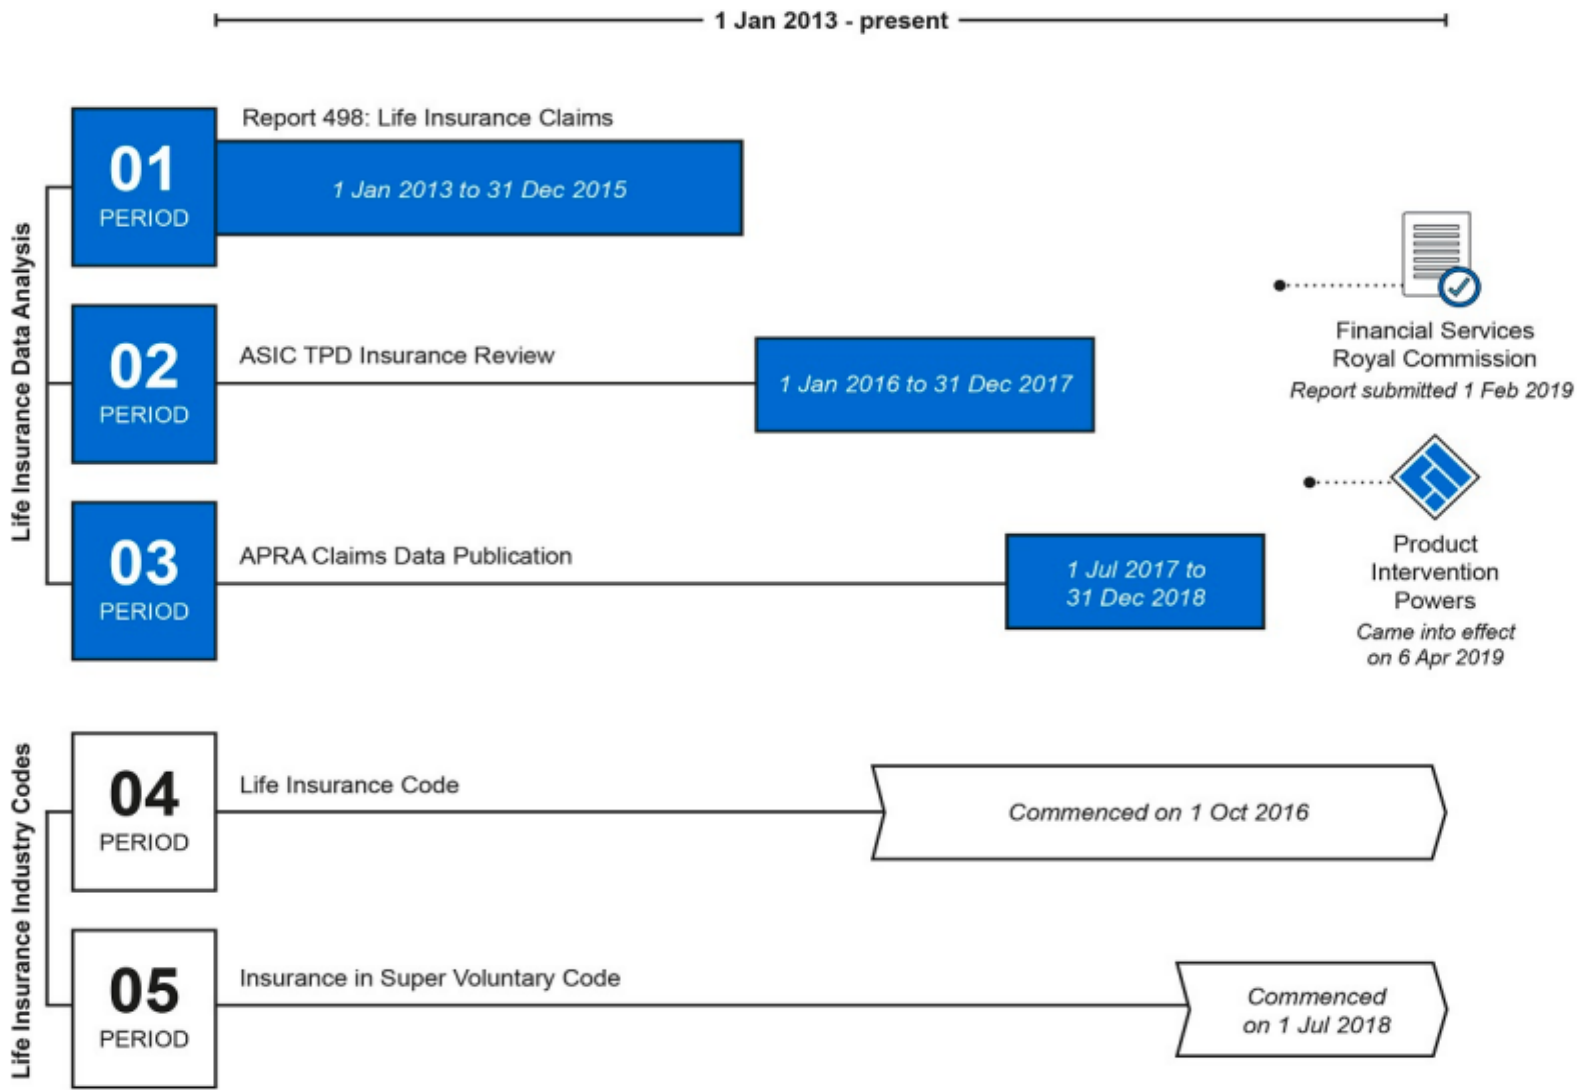 1 Jan 2013 - present
Life Insurance Data Analysis
01
PERIOD
Report 498: Life Insurance Claims
1 Jan 2013 to 31 Dec 2015
02
PERIOD
ASIC TPD Insurance Review
1 Jan 2016 to 31 Dec 2017
03
PERIOD
APRA Claims Data Publication
1 Jul 2017 to
31 Dec 2018
Financial Services
Royal Commission
Report submitted 1 Feb 2019
Product
Intervention
Powers
Came into effect
on 6 Apr 2019
Life Insurance Industry Codes
04
PERIOD
Life Insurance Code
Commenced on 1 Oct 2016
05
PERIOD
Insurance in Super Voluntary Code
Commenced
on 1 Jul 2018